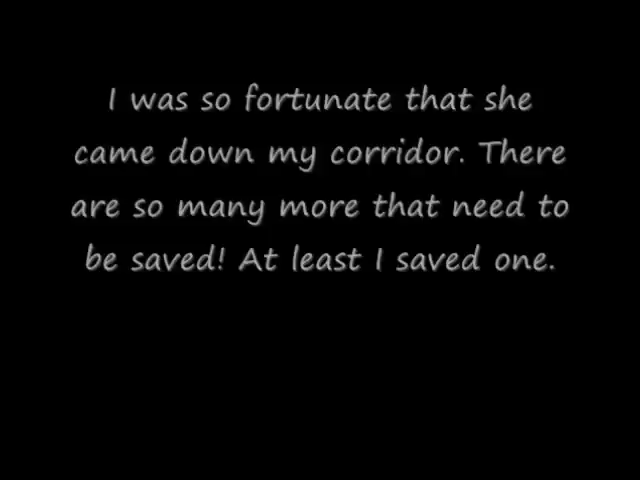 I was so fortunate that she
came down my corridor. There
are so many more that need to
be saved! At least I saved one.